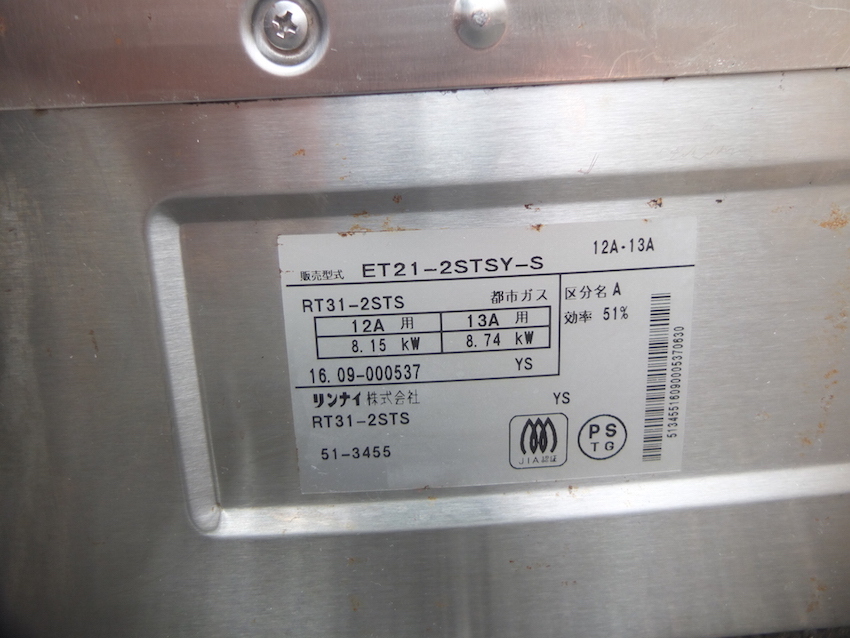 販売型式 ET21-2STSY-S 12A-13A
RT31-2STS 都市ガス
12A 用 13A 用
8.15 kW 8.74 kW
16.09-000537 YS
区分名 A
効率 51%
リンナイ株式会社 YS
RT31-2STS
51-3455
JIA認証
PS
TG
51345516090005370630